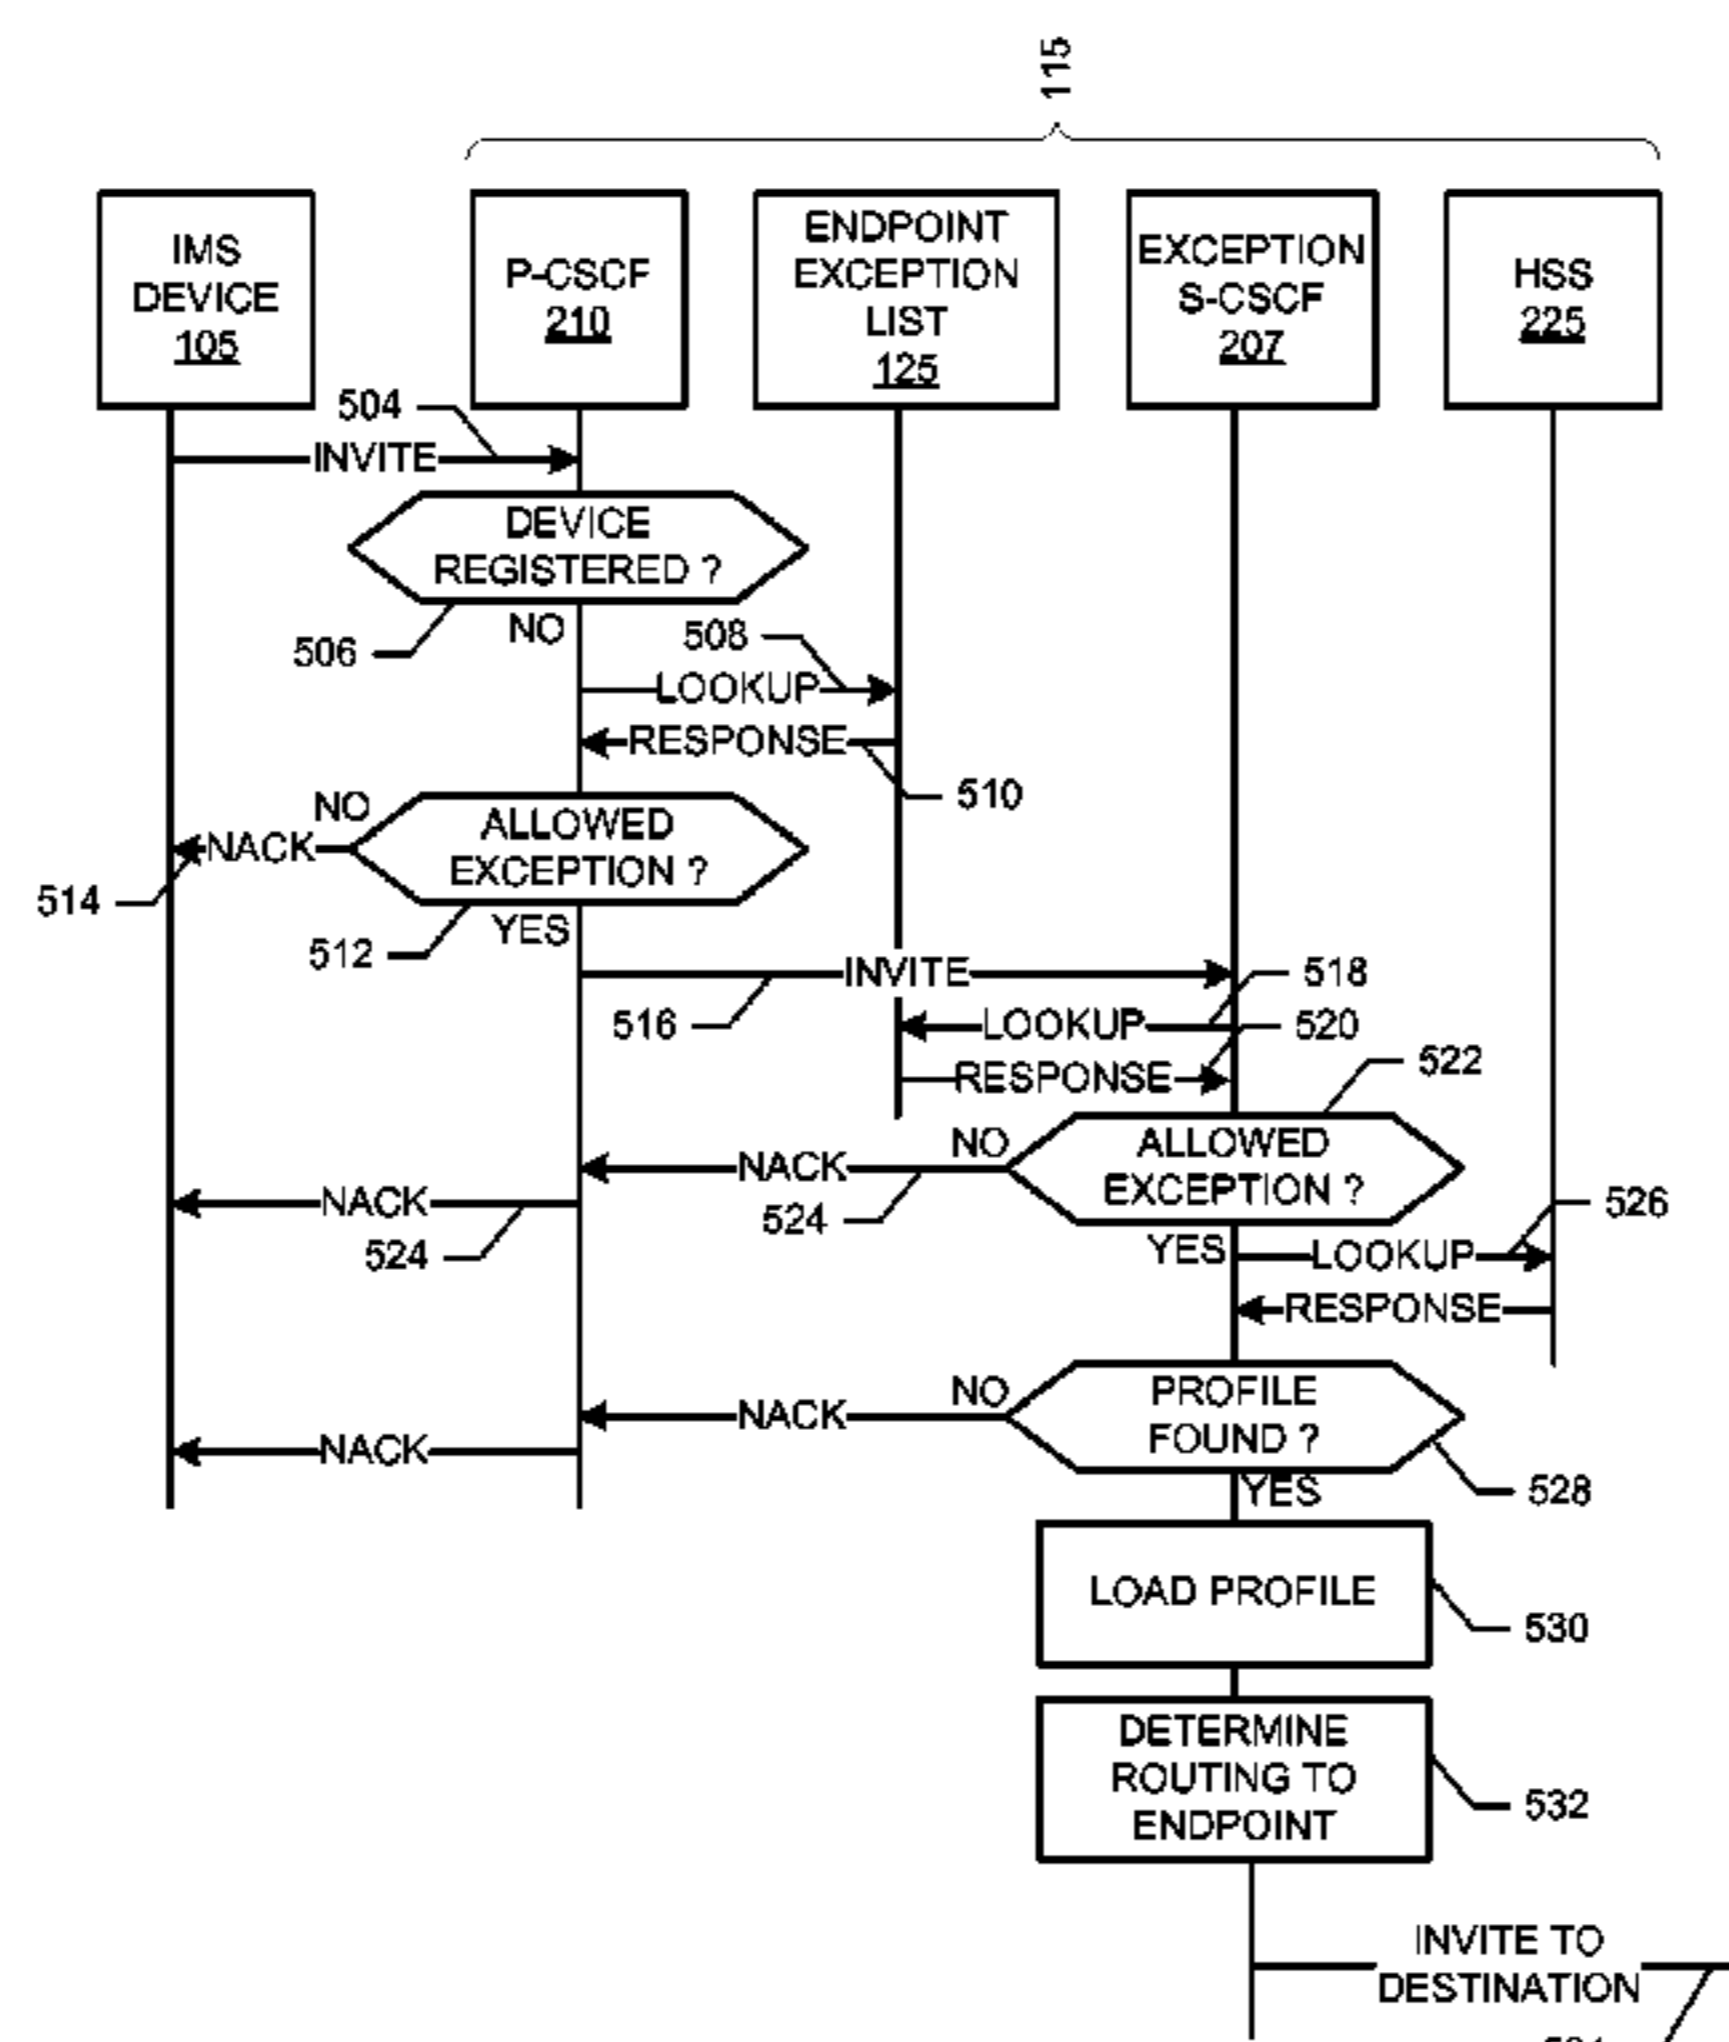 115
IMS
DEVICE
105
P-CSCF
210
ENDPOINT
EXCEPTION
LIST
125
EXCEPTION
S-CSCF
207
HSS
225
504
INVITE
DEVICE
REGISTERED ?
506
NO
508
LOOKUP
RESPONSE
510
NO
NACK
514
ALLOWED
EXCEPTION ?
512
YES
INVITE
516
518
LOOKUP
520
RESPONSE
522
NO
ALLOWED
EXCEPTION ?
NACK
524
NACK
524
YES
LOOKUP
526
RESPONSE
NO
PROFILE
FOUND ?
NACK
NACK
528
YES
LOAD PROFILE
530
DETERMINE
ROUTING TO
ENDPOINT
532
INVITE TO
DESTINATION